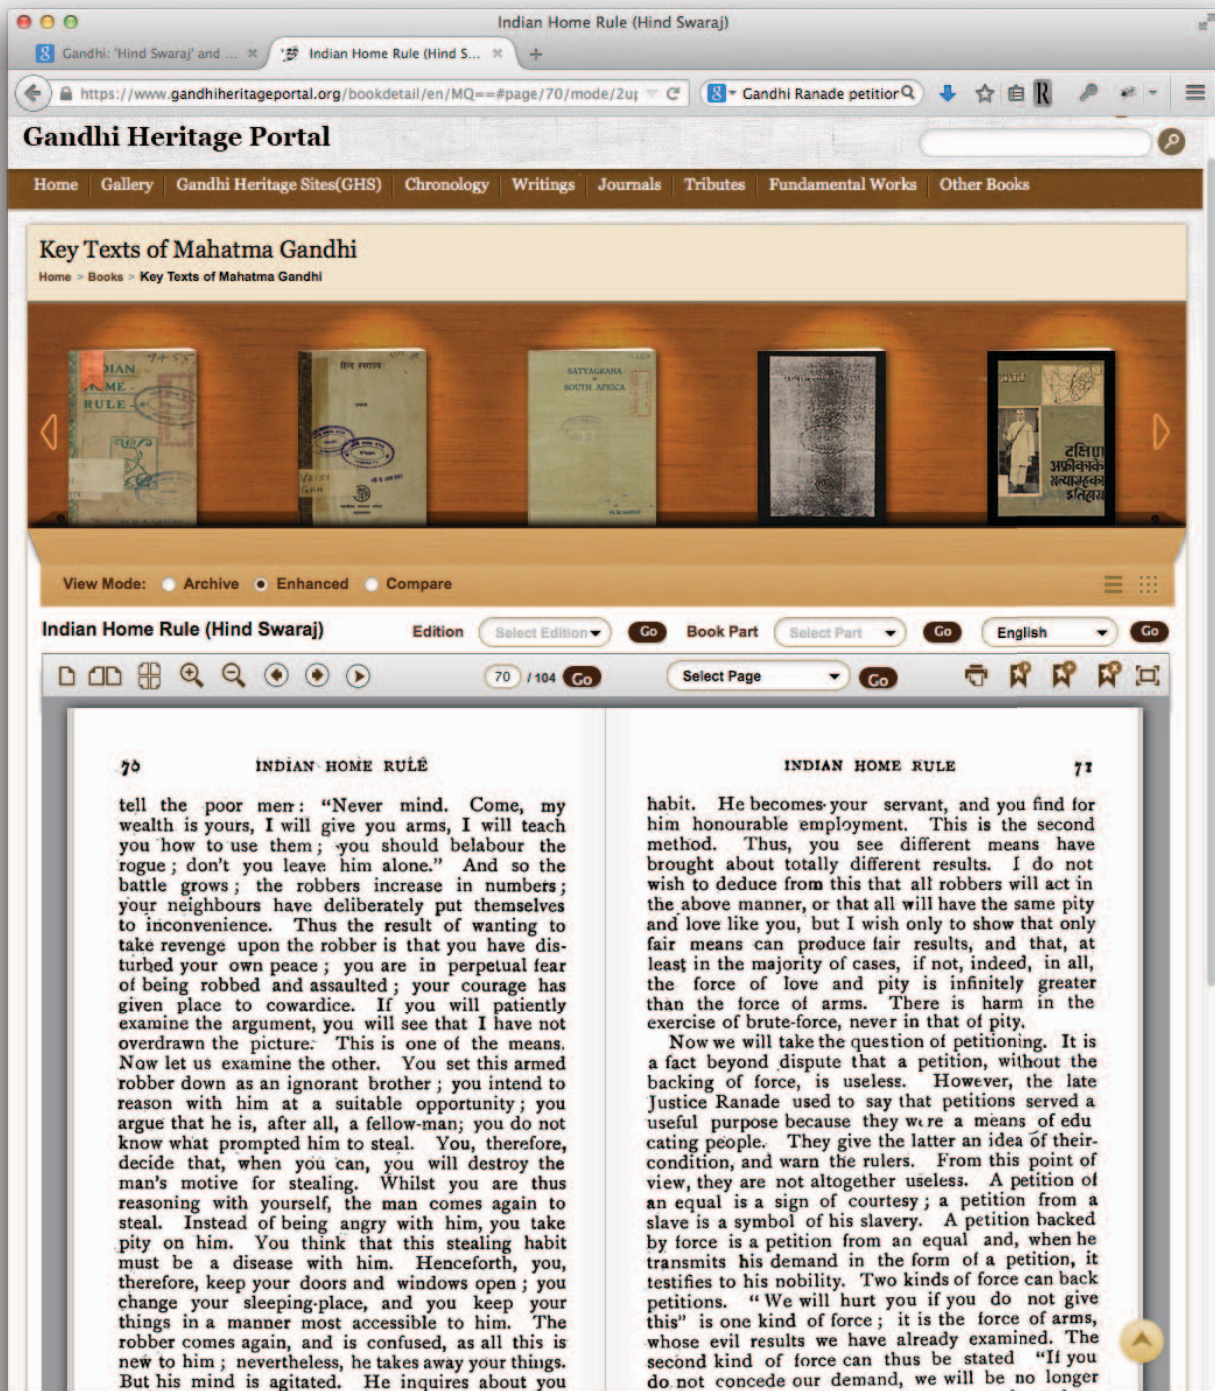 Indian Home Rule (Hind Swaraj)
Gandhi: 'Hind Swaraj' and ...
Indian Home Rule (Hind S...
https://www.gandhiheritageportal.org/bookdetail/en/MQ==#page/70/mode/2up
Gandhi Ranade petition
Gandhi Heritage Portal
Home Gallery Gandhi Heritage Sites(GHS) Chronology Writings Journals Tributes Fundamental Works Other Books
Key Texts of Mahatma Gandhi
Home > Books > Key Texts of Mahatma Gandhi
9455
DIAN
ME -
RULE -
हिन्द स्वराज्य
SATYAGRAHA
SOUTH AFRICA
दक्षिण
अफ्रीकाके
सत्याग्रहका
इतिहास
View Mode: Archive Enhanced Compare
Indian Home Rule (Hind Swaraj) Edition Select Edition Go Book Part Select Part Go English Go
70 / 104 Go Select Page Go
70 INDIAN HOME RULE
tell the poor men: "Never mind. Come, my
wealth is yours, I will give you arms, I will teach
you how to use them; you should belabour the
rogue; don't you leave him alone." And so the
battle grows; the robbers increase in numbers;
your neighbours have deliberately put themselves
to inconvenience. Thus the result of wanting to
take revenge upon the robber is that you have dis-
turbed your own peace; you are in perpetual fear
of being robbed and assaulted; your courage has
given place to cowardice. If you will patiently
examine the argument, you will see that I have not
overdrawn the picture. This is one of the means.
Now let us examine the other. You set this armed
robber down as an ignorant brother; you intend to
reason with him at a suitable opportunity; you
argue that he is, after all, a fellow-man; you do not
know what prompted him to steal. You, therefore,
decide that, when you can, you will destroy the
man's motive for stealing. Whilst you are thus
reasoning with yourself, the man comes again to
steal. Instead of being angry with him, you take
pity on him. You think that this stealing habit
must be a disease with him. Henceforth, you,
therefore, keep your doors and windows open; you
change your sleeping-place, and you keep your
things in a manner most accessible to him. The
robber comes again, and is confused, as all this is
new to him; nevertheless, he takes away your things.
But his mind is agitated. He inquires about you
INDIAN HOME RULE 71
habit. He becomes your servant, and you find for
him honourable employment. This is the second
method. Thus, you see different means have
brought about totally different results. I do not
wish to deduce from this that all robbers will act in
the above manner, or that all will have the same pity
and love like you, but I wish only to show that only
fair means can produce fair results, and that, at
least in the majority of cases, if not, indeed, in all,
the force of love and pity is infinitely greater
than the force of arms. There is harm in the
exercise of brute-force, never in that of pity.
Now we will take the question of petitioning. It is
a fact beyond dispute that a petition, without the
backing of force, is useless. However, the late
Justice Ranade used to say that petitions served a
useful purpose because they were a means of edu
cating people. They give the latter an idea of their-
condition, and warn the rulers. From this point of
view, they are not altogether useless. A petition of
an equal is a sign of courtesy; a petition from a
slave is a symbol of his slavery. A petition backed
by force is a petition from an equal and, when he
transmits his demand in the form of a petition, it
testifies to his nobility. Two kinds of force can back
petitions. "We will hurt you if you do not give
this" is one kind of force; it is the force of arms,
whose evil results we have already examined. The
second kind of force can thus be stated "If you
do not concede our demand, we will be no longer